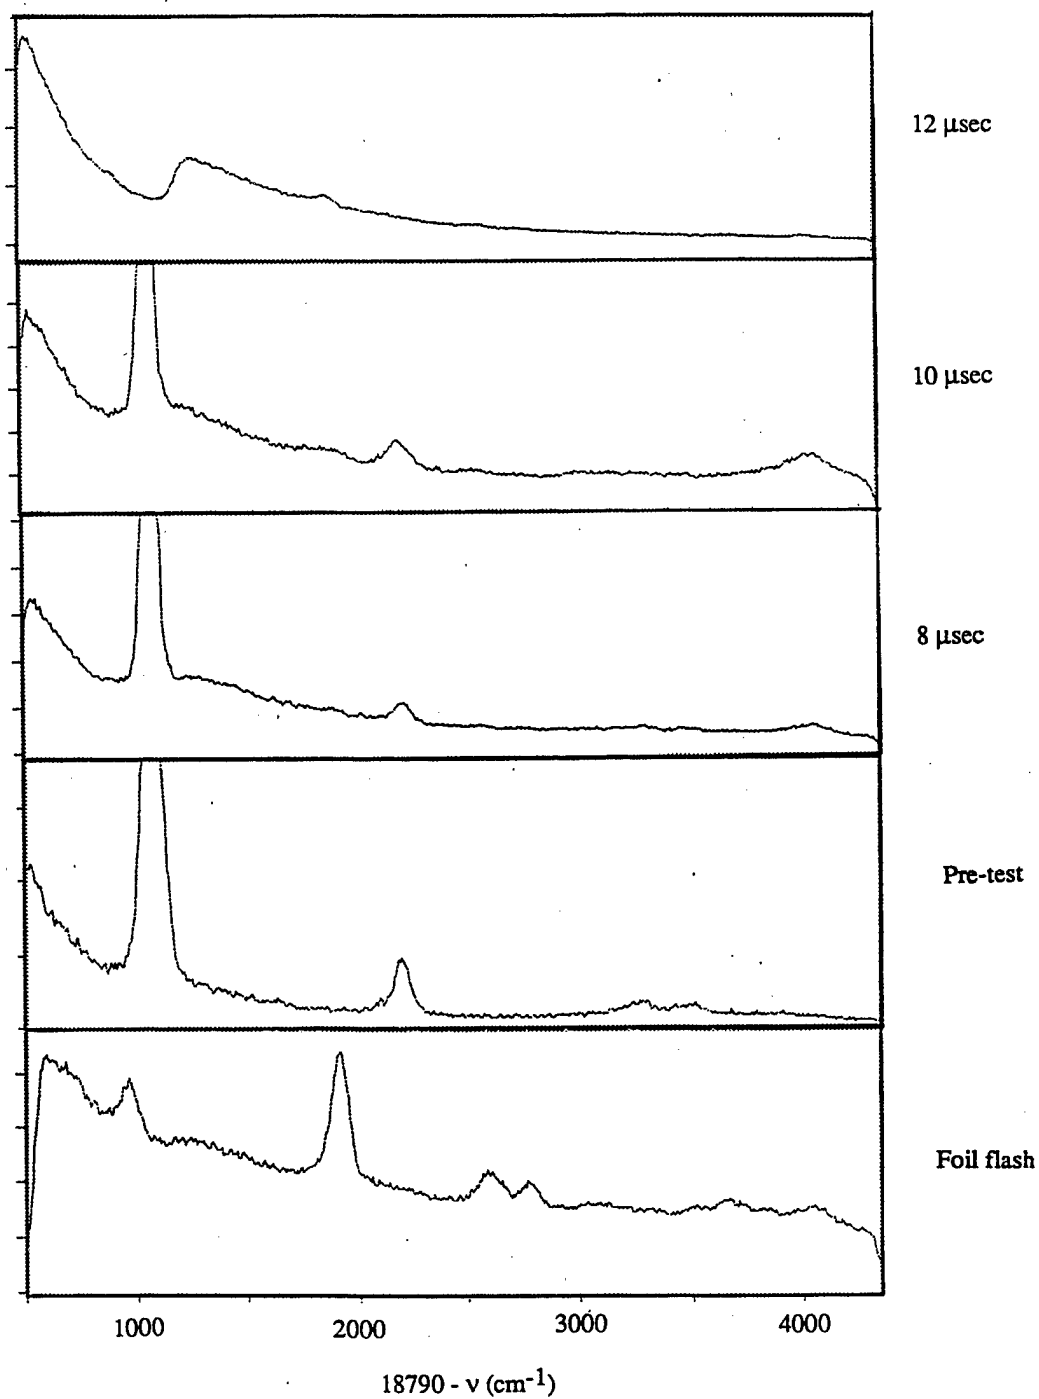 12 μsec
10 μsec
8 μsec
Pre-test
Foil flash
1000 2000 3000 4000
18790 - ν (cm-1)